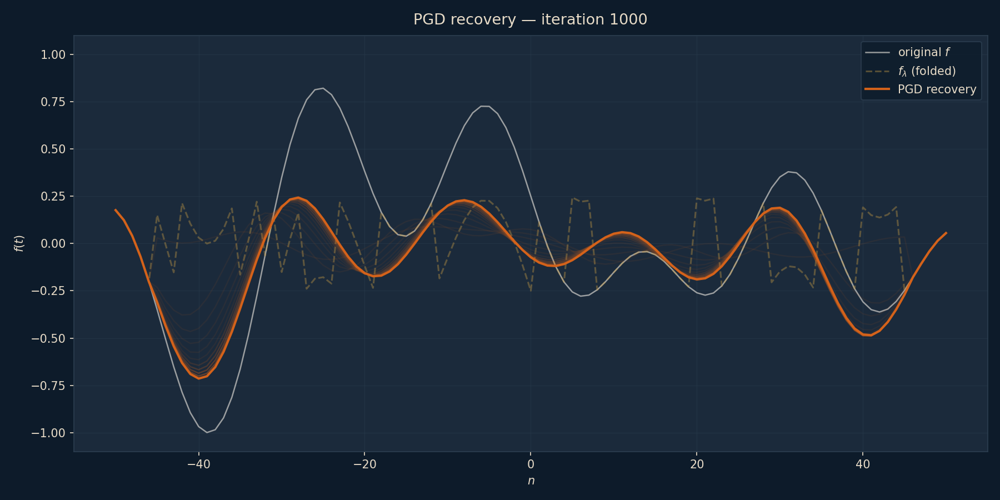 PGD recovery — iteration 1000
original f
f_λ (folded)
PGD recovery
1.00
0.75
0.50
0.25
0.00
−0.25
−0.50
−0.75
−1.00
f(t)
−40
−20
0
20
40
n